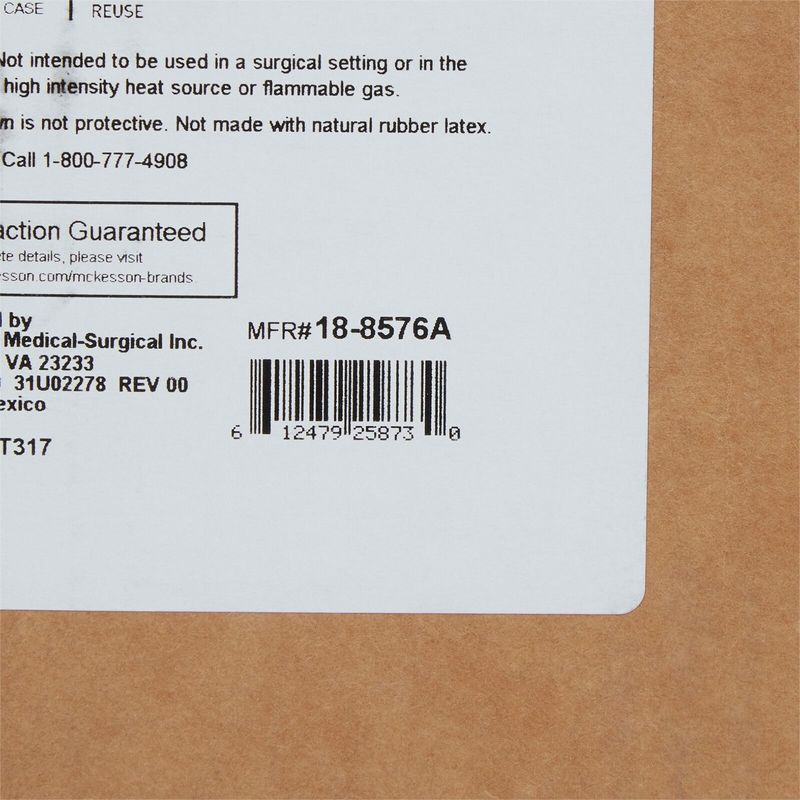 CASE | REUSE
Not intended to be used in a surgical setting or in the
high intensity heat source or flammable gas.
is not protective. Not made with natural rubber latex.
Call 1-800-777-4908
action Guaranteed
te details, please visit
esson.com/mckesson-brands
by
Medical-Surgical Inc.
VA 23233
31U02278 REV 00
exico
T317
MFR#18-8576A
6 12479 25873 0